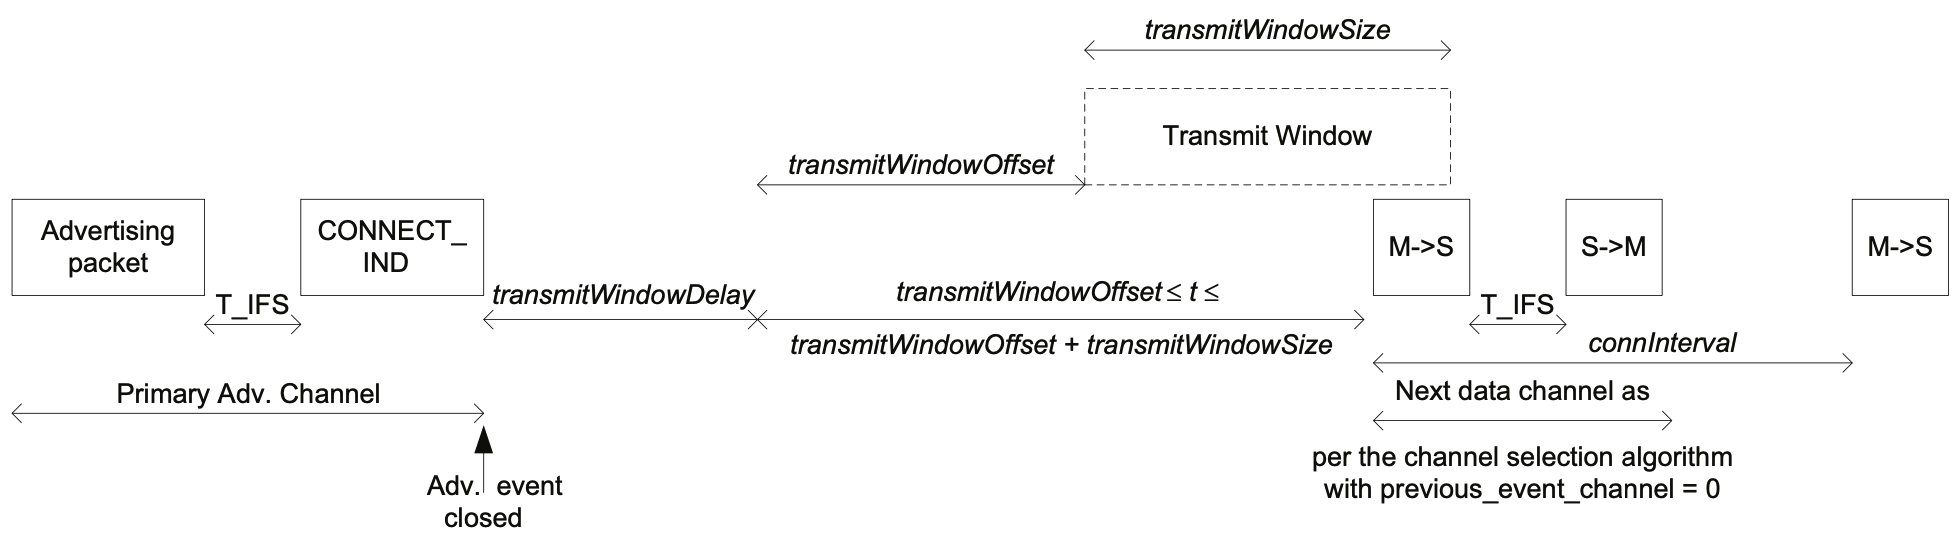 transmitWindowSize
Transmit Window
transmitWindowOffset
Advertising
packet
CONNECT_
IND
M->S
S->M
M->S
T_IFS
transmitWindowDelay
transmitWindowOffset ≤ t ≤
transmitWindowOffset + transmitWindowSize
T_IFS
connInterval
Primary Adv. Channel
Next data channel as
per the channel selection algorithm
with previous_event_channel = 0
Adv. event
closed